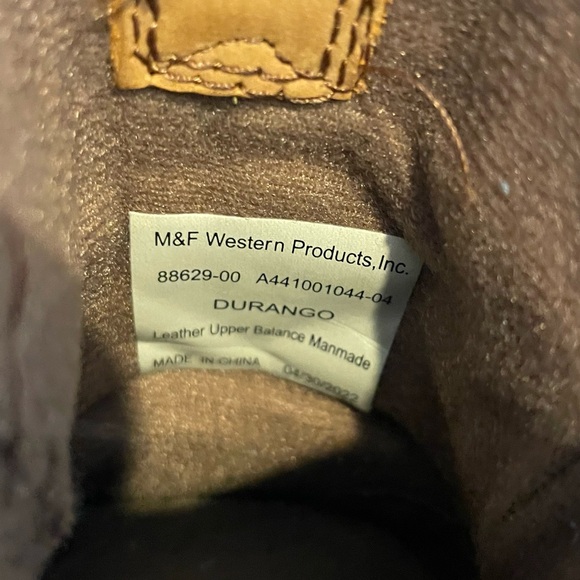 M&F Western Products,Inc.
88629-00 A441001044-04
DURANGO
Leather Upper Balance Manmade
MADE IN CHINA 04/30/2022